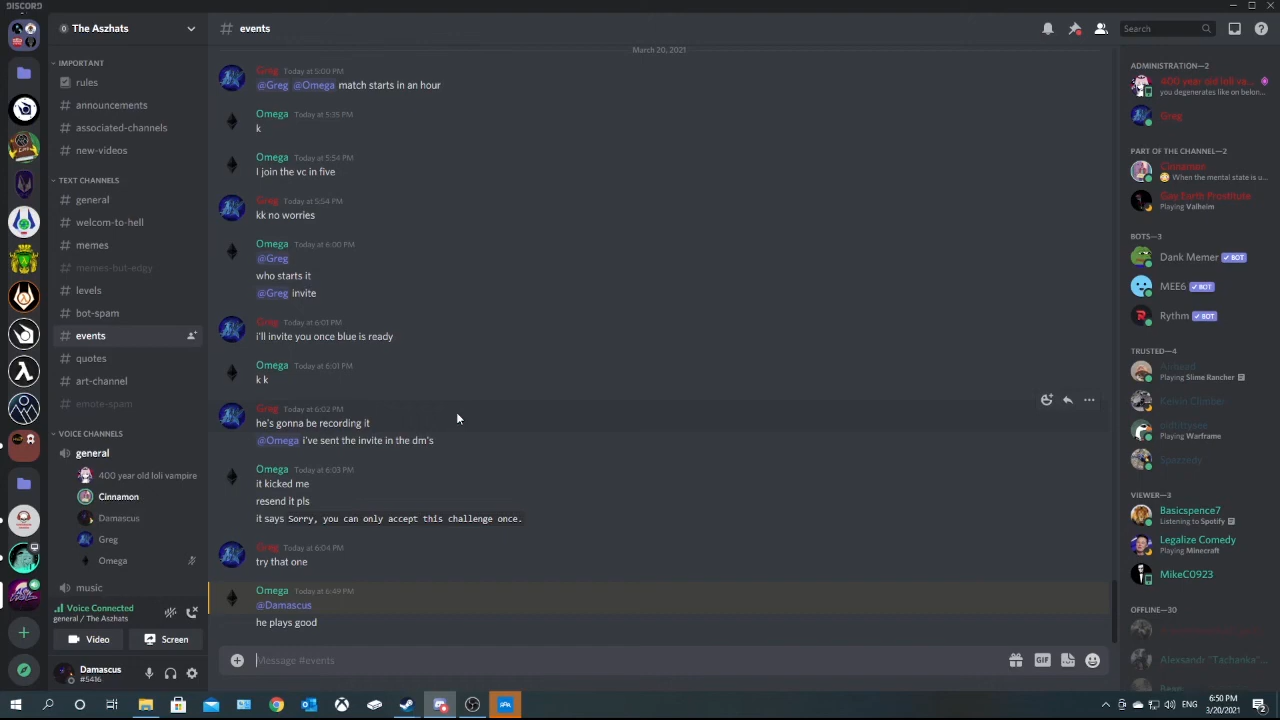 DISCORD
The Aszhats
# events
Search
IMPORTANT
rules
announcements
associated-channels
new-videos
TEXT CHANNELS
general
welcom-to-hell
memes
memes-but-edgy
levels
bot-spam
events
quotes
art-channel
emote-spam
VOICE CHANNELS
general
400 year old loli vampire
Cinnamon
Damascus
Greg
Omega
music
Voice Connected
general / The Aszhats
Video
Screen
Damascus
#5416
March 20, 2021
Greg Today at 5:00 PM
@Greg @Omega match starts in an hour
Omega Today at 5:35 PM
k
Omega Today at 5:54 PM
I join the vc in five
Greg Today at 5:54 PM
kk no worries
Omega Today at 6:00 PM
@Greg
who starts it
@Greg invite
Greg Today at 6:01 PM
i'll invite you once blue is ready
Omega Today at 6:01 PM
k k
Greg Today at 6:02 PM
he's gonna be recording it
@Omega i've sent the invite in the dm's
Omega Today at 6:03 PM
it kicked me
resend it pls
it says Sorry, you can only accept this challenge once.
Greg Today at 6:04 PM
try that one
Omega Today at 6:49 PM
@Damascus
he plays good
Message #events
GIF
ADMINISTRATION—2
400 year old loli va...
you degenerates like on belon...
Greg
PART OF THE CHANNEL—2
Cinnamon
When the mental state is u...
Gay Earth Prostitute
Playing Valheim
BOTS—3
Dank Memer ✓ BOT
MEE6 ✓ BOT
Rythm ✓ BOT
TRUSTED—4
Playing Slime Rancher
Kelvin Climber
Playing Warframe
VIEWER—3
Basicspence7
Listening to Spotify
Legalize Comedy
Playing Minecraft
MikeC0923
OFFLINE—30
Aleksandr "Tachanka"...
Bean
ENG
6:50 PM
3/20/2021